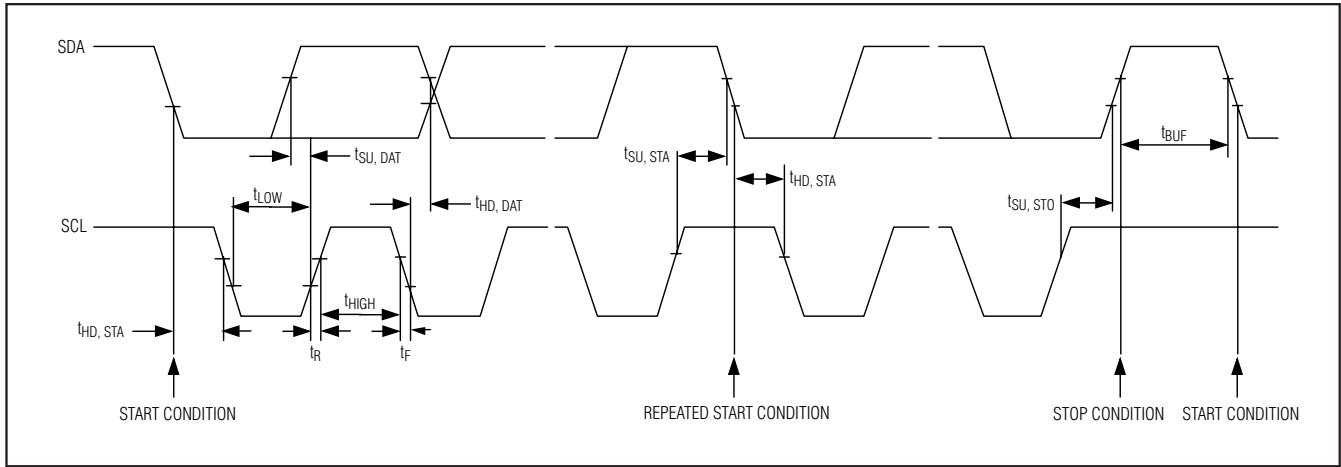 SDA
tSU, DAT
tSU, STA
tBUF
tHD, STA
tLOW
tHD, DAT
tSU, STO
SCL
tHIGH
tHD, STA
tR
tF
START CONDITION
REPEATED START CONDITION
STOP CONDITION
START CONDITION